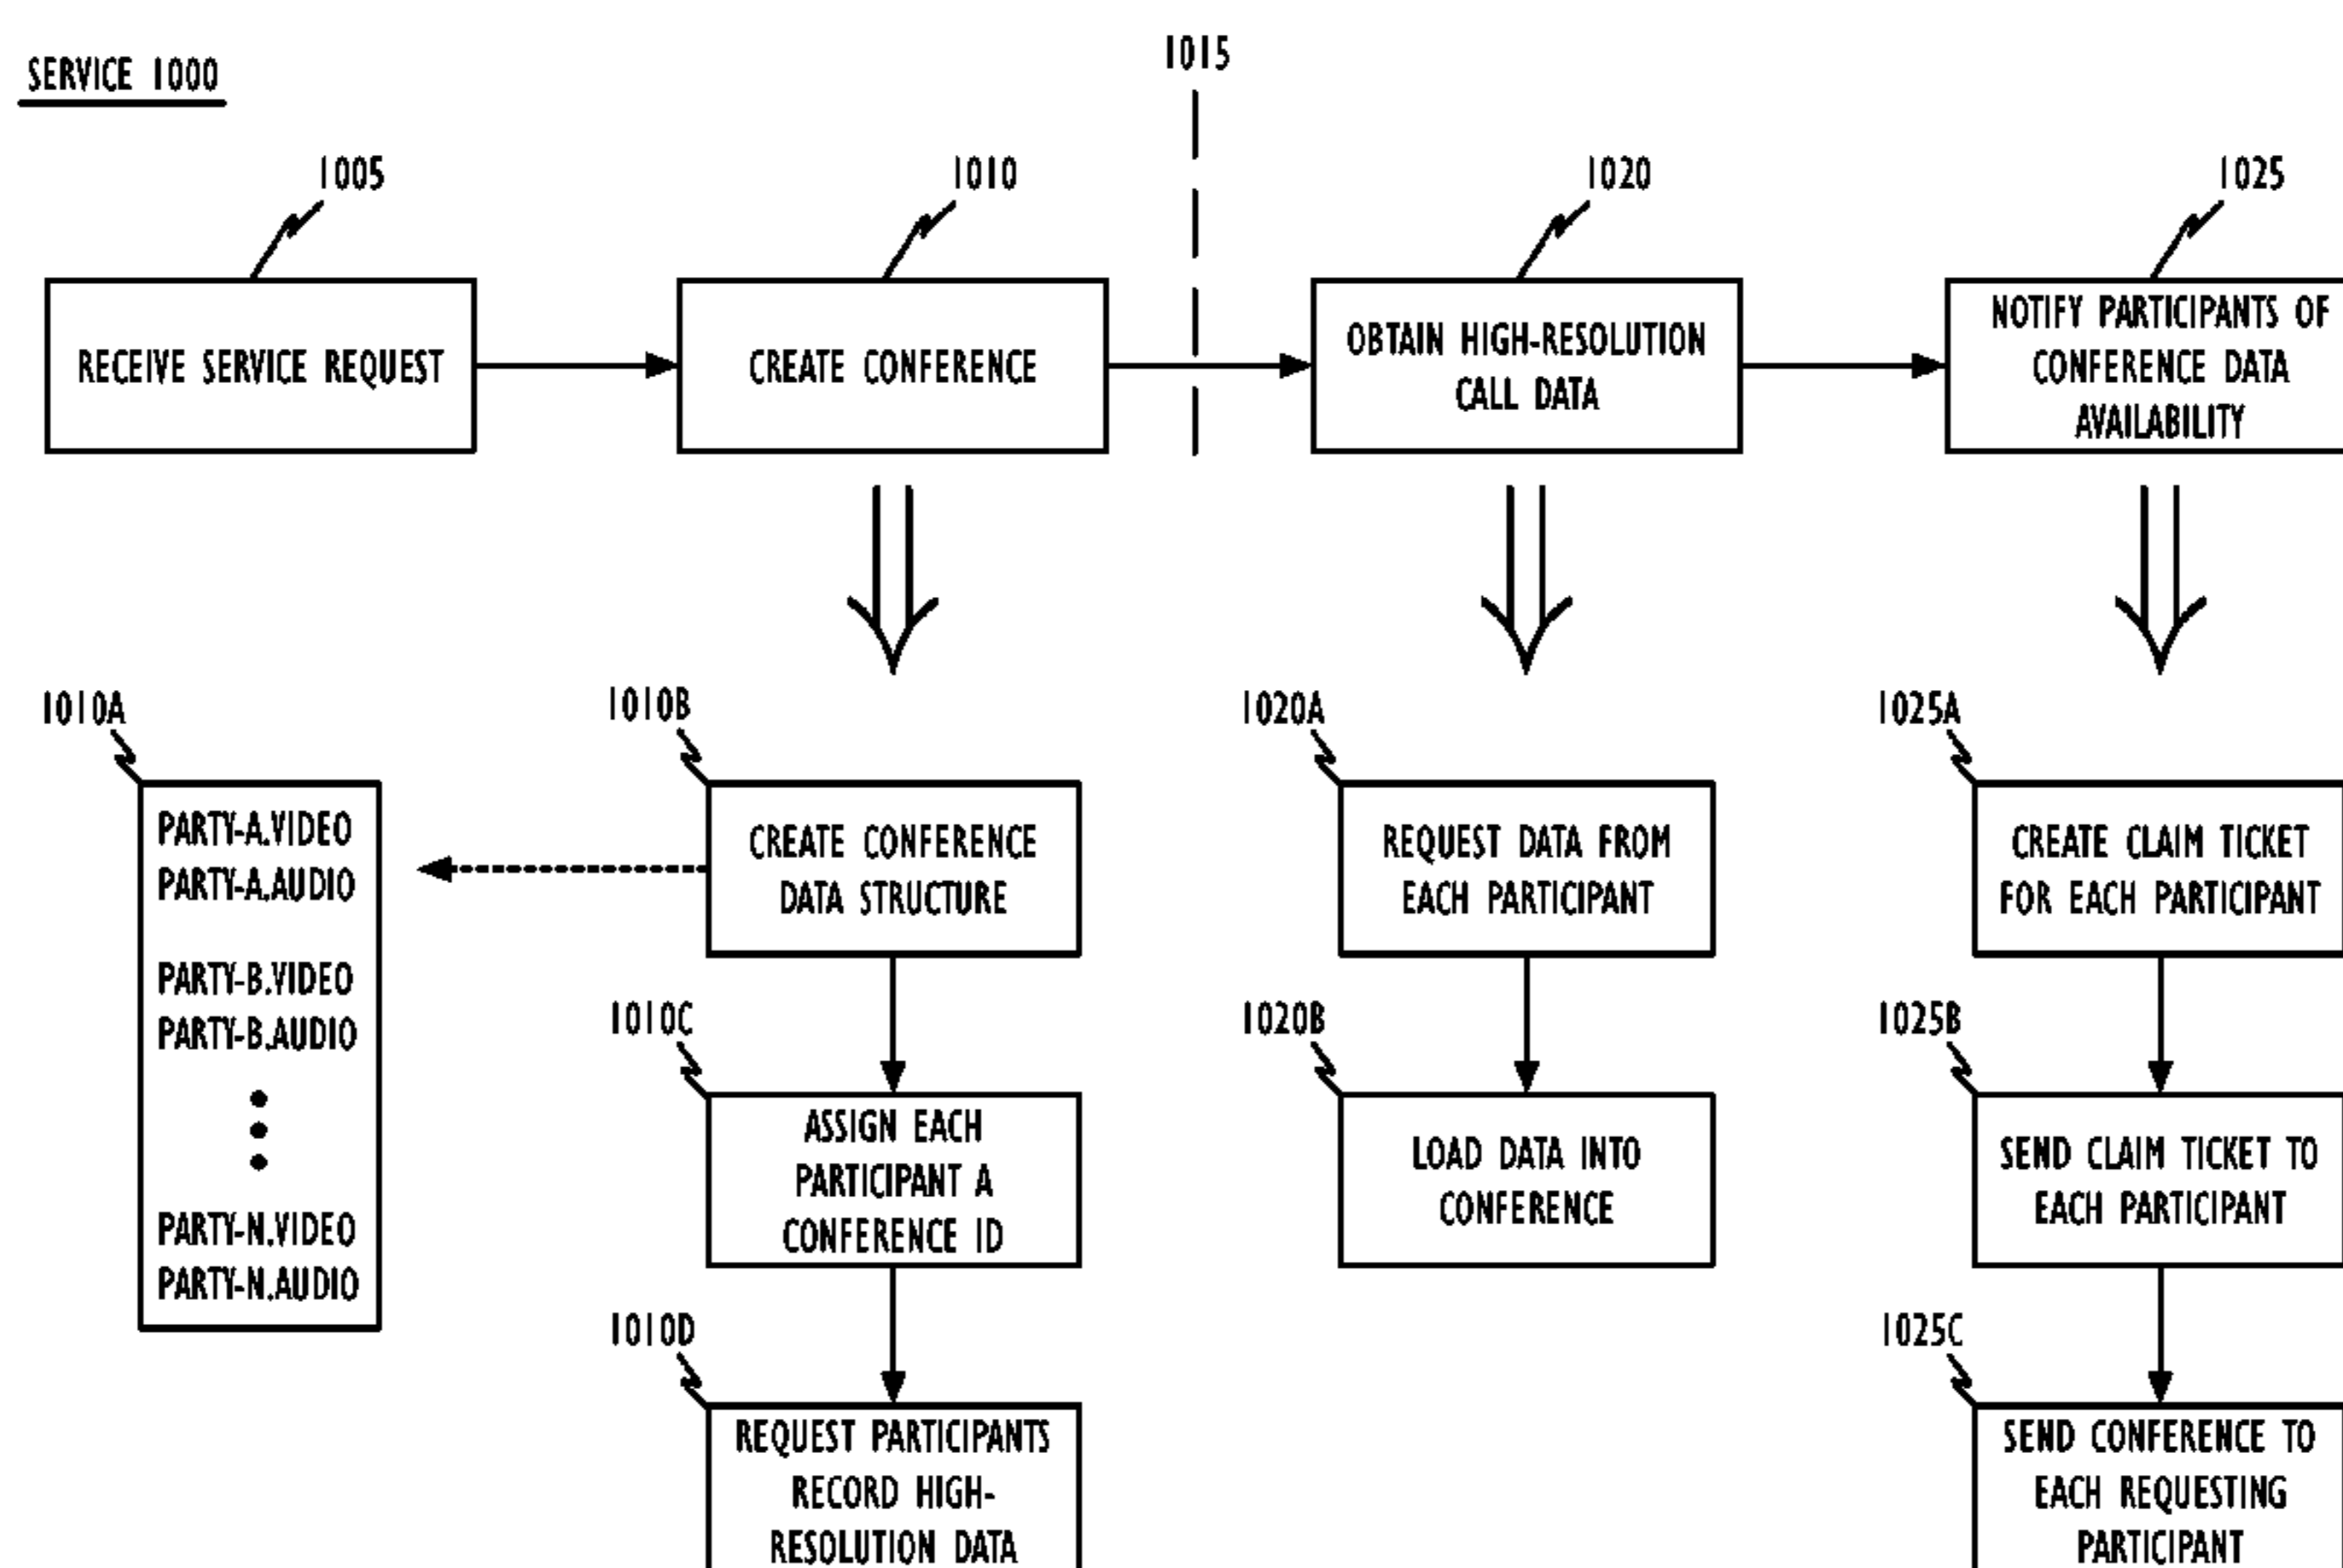 SERVICE 1000
1015
1005
1010
1020
1025
RECEIVE SERVICE REQUEST
CREATE CONFERENCE
OBTAIN HIGH-RESOLUTION
CALL DATA
NOTIFY PARTICIPANTS OF
CONFERENCE DATA
AVAILABILITY
1010A
PARTY-A.VIDEO
PARTY-A.AUDIO
PARTY-B.VIDEO
PARTY-B.AUDIO
PARTY-N.VIDEO
PARTY-N.AUDIO
1010B
CREATE CONFERENCE
DATA STRUCTURE
1010C
ASSIGN EACH
PARTICIPANT A
CONFERENCE ID
1010D
REQUEST PARTICIPANTS
RECORD HIGH-
RESOLUTION DATA
1020A
REQUEST DATA FROM
EACH PARTICIPANT
1020B
LOAD DATA INTO
CONFERENCE
1025A
CREATE CLAIM TICKET
FOR EACH PARTICIPANT
1025B
SEND CLAIM TICKET TO
EACH PARTICIPANT
1025C
SEND CONFERENCE TO
EACH REQUESTING
PARTICIPANT